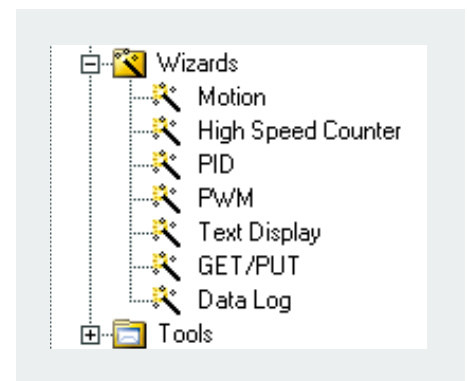 Wizards
Motion
High Speed Counter
PID
PWM
Text Display
GET/PUT
Data Log
Tools